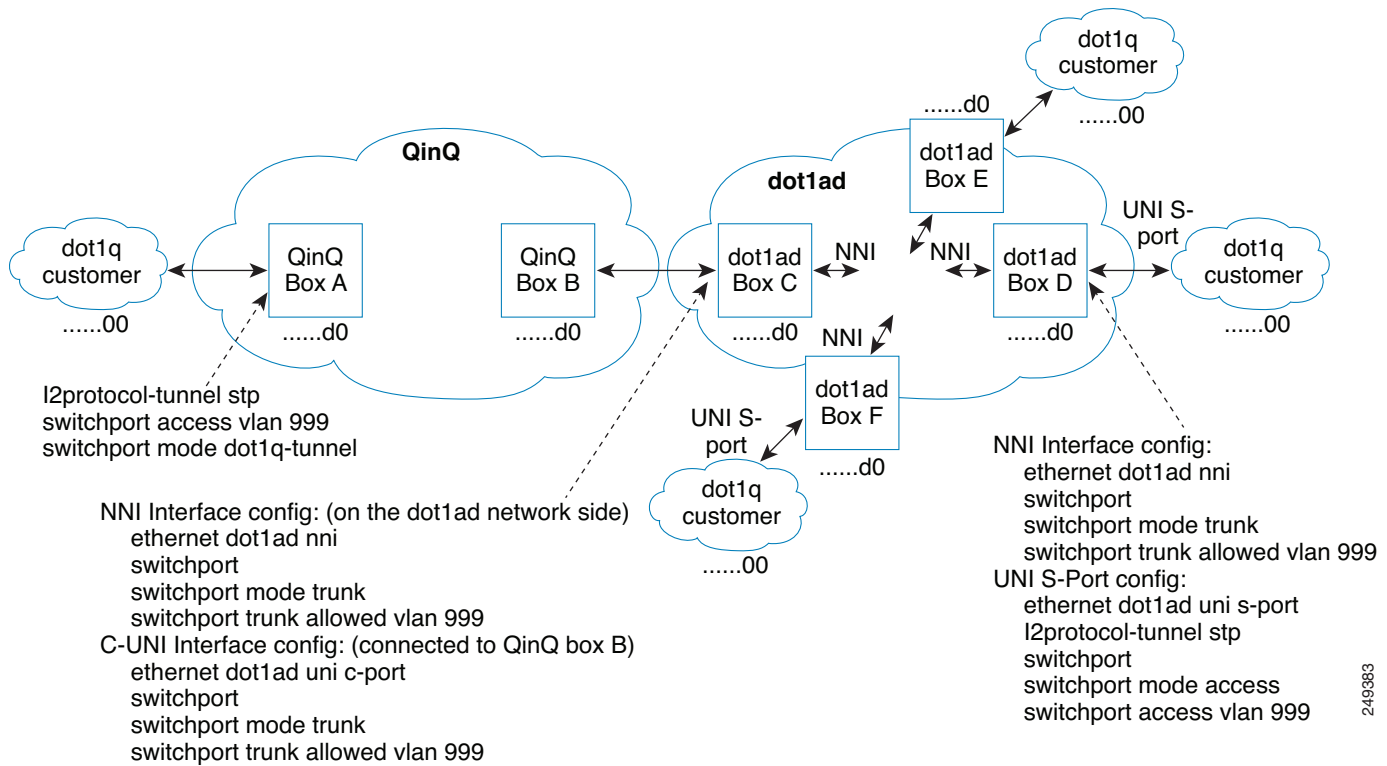 dot1q
customer
......00
......d0
dot1ad
Box E
QinQ
dot1ad
dot1q
customer
......00
QinQ
Box A
......d0
QinQ
Box B
......d0
dot1ad
Box C
......d0
NNI
NNI
dot1ad
Box D
......d0
UNI S-
port
dot1q
customer
......00
NNI
dot1ad
Box F
......d0
UNI S-
port
dot1q
customer
......00
l2protocol-tunnel stp
switchport access vlan 999
switchport mode dot1q-tunnel
NNI Interface config: (on the dot1ad network side)
ethernet dot1ad nni
switchport
switchport mode trunk
switchport trunk allowed vlan 999
C-UNI Interface config: (connected to QinQ box B)
ethernet dot1ad uni c-port
switchport
switchport mode trunk
switchport trunk allowed vlan 999
NNI Interface config:
ethernet dot1ad nni
switchport
switchport mode trunk
switchport trunk allowed vlan 999
UNI S-Port config:
ethernet dot1ad uni s-port
l2protocol-tunnel stp
switchport
switchport mode access
switchport access vlan 999
249383